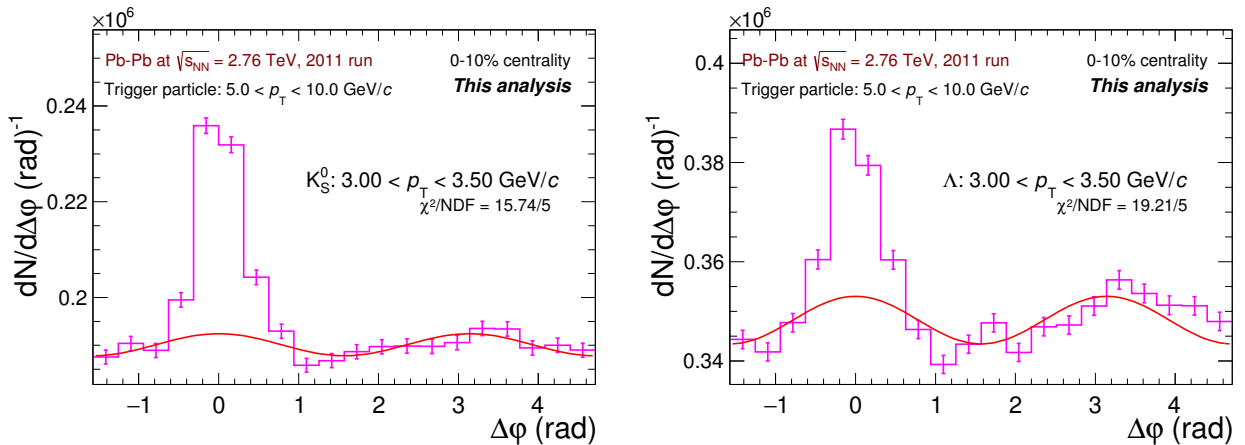 ×10⁶
Pb-Pb at √s_NN = 2.76 TeV, 2011 run
0-10% centrality
Trigger particle: 5.0 < p_T < 10.0 GeV/c
This analysis
K⁰_S: 3.00 < p_T < 3.50 GeV/c
χ²/NDF = 15.74/5
dN/dΔφ (rad)⁻¹
0.24
0.22
0.2
−1 0 1 2 3 4
Δφ (rad)
×10⁶
Pb-Pb at √s_NN = 2.76 TeV, 2011 run
0-10% centrality
Trigger particle: 5.0 < p_T < 10.0 GeV/c
This analysis
Λ: 3.00 < p_T < 3.50 GeV/c
χ²/NDF = 19.21/5
dN/dΔφ (rad)⁻¹
0.4
0.38
0.36
0.34
−1 0 1 2 3 4
Δφ (rad)